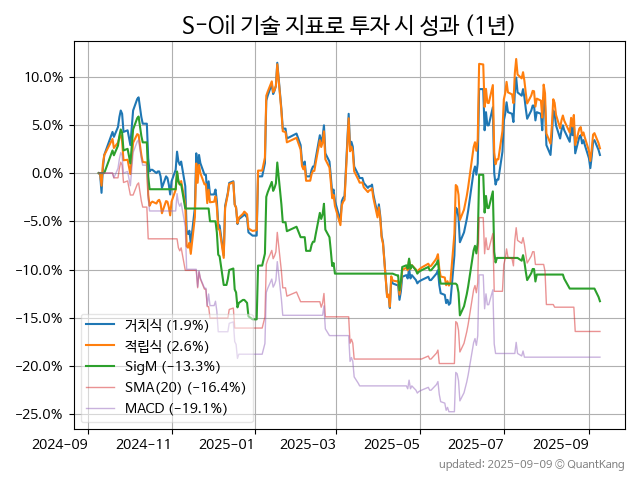 S-Oil 기술 지표로 투자 시 성과 (1년)
10.0%
5.0%
0.0%
−5.0%
−10.0%
−15.0%
−20.0%
−25.0%
거치식 (1.9%)
적립식 (2.6%)
SigM (−13.3%)
SMA(20) (−16.4%)
MACD (−19.1%)
2024-09 2024-11 2025-01 2025-03 2025-05 2025-07 2025-09
updated: 2025-09-09 © QuantKang